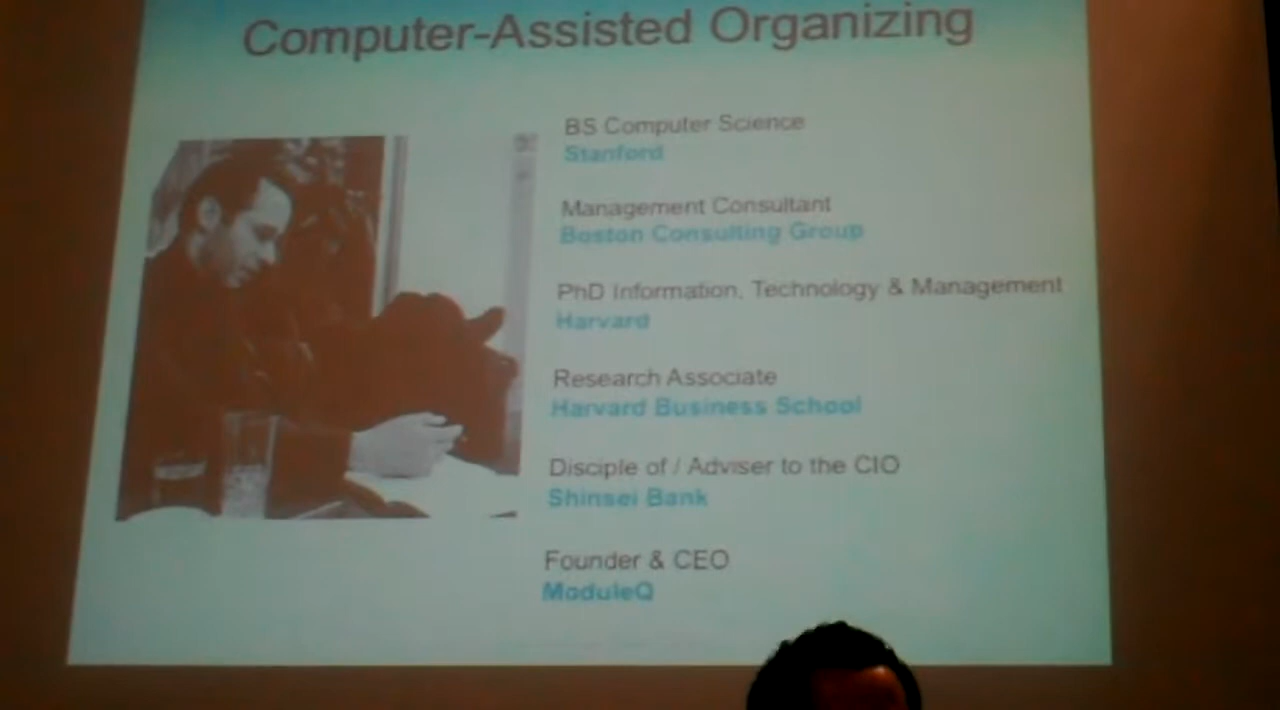 Computer-Assisted Organizing
BS Computer Science
Stanford
Management Consultant
Boston Consulting Group
PhD Information, Technology & Management
Harvard
Research Associate
Harvard Business School
Disciple of / Adviser to the CIO
Shinsei Bank
Founder & CEO
ModuleQ